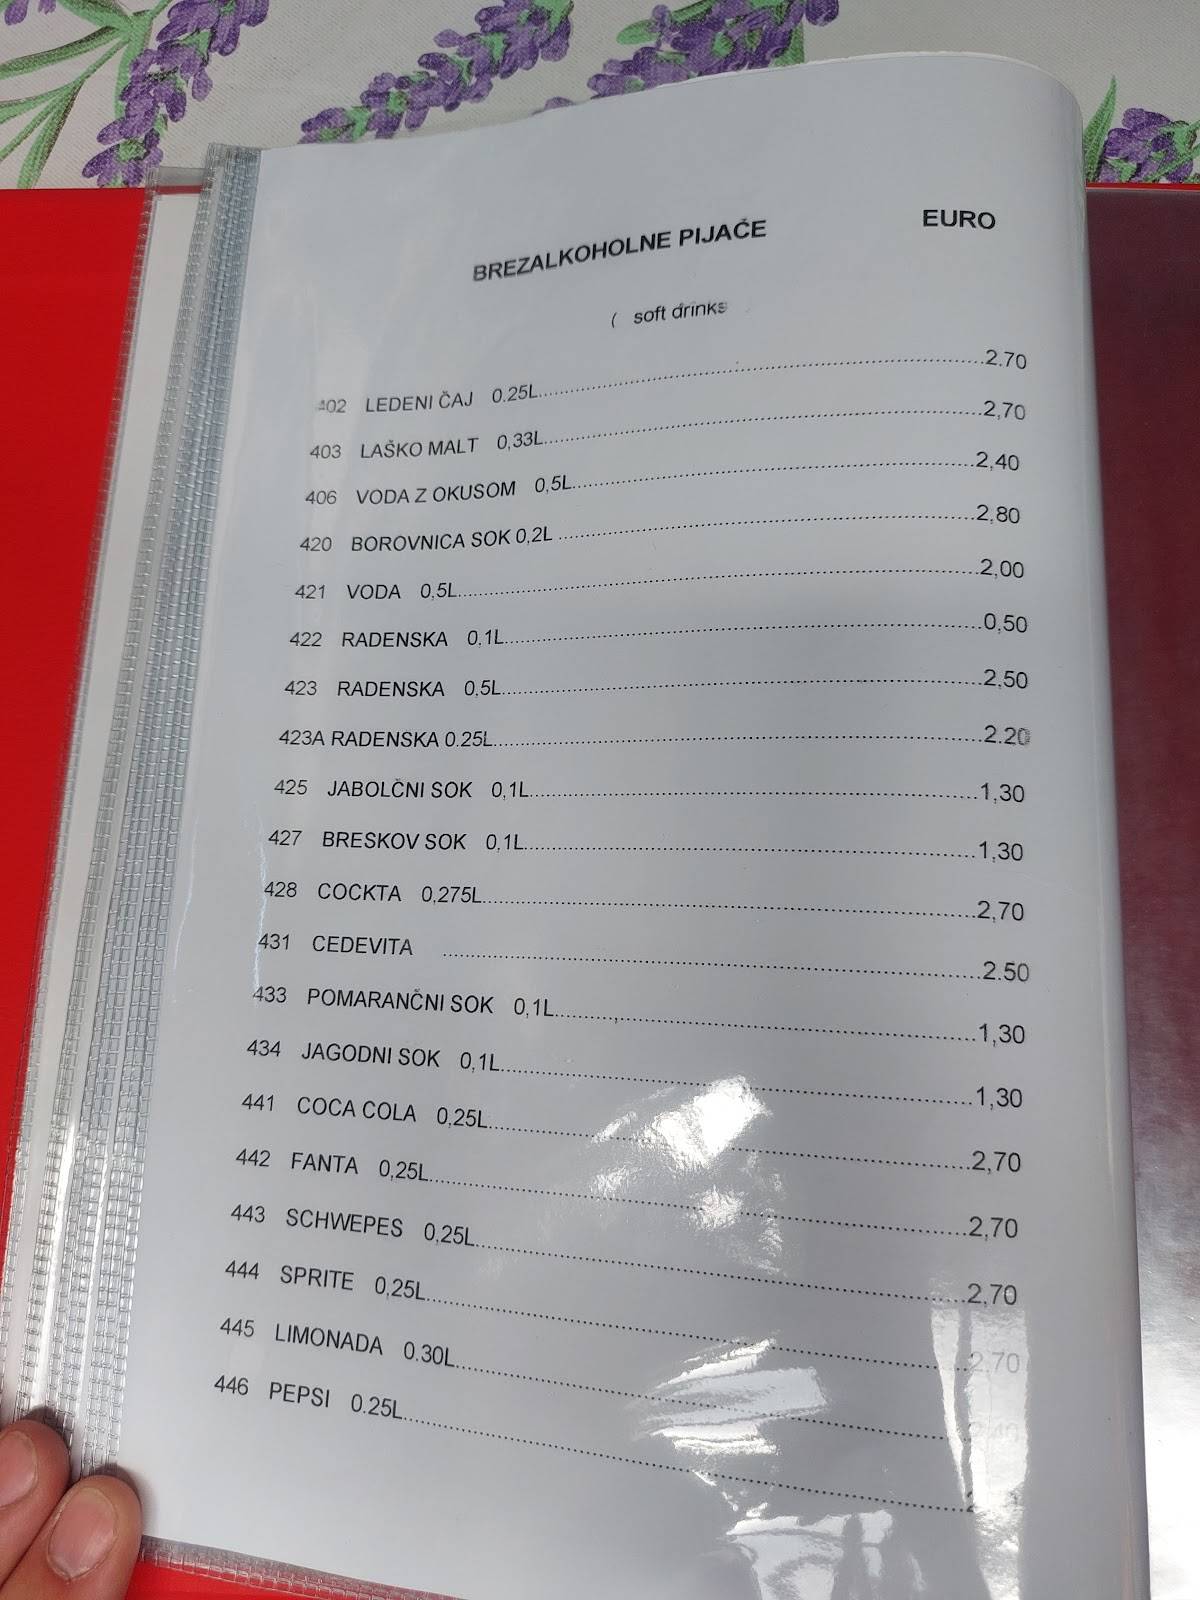 BREZALKOHOLNE PIJAČE EURO
( soft drinks
402 LEDENI ČAJ 0.25L 2.70
403 LAŠKO MALT 0,33L 2,70
406 VODA Z OKUSOM 0,5L 2,40
420 BOROVNICA SOK 0,2L 2,80
421 VODA 0,5L 2,00
422 RADENSKA 0,1L 0,50
423 RADENSKA 0,5L 2,50
423A RADENSKA 0.25L 2.20
425 JABOLČNI SOK 0,1L 1,30
427 BRESKOV SOK 0,1L 1,30
428 COCKTA 0,275L 2,70
431 CEDEVITA 2.50
433 POMARANČNI SOK 0,1L 1,30
434 JAGODNI SOK 0,1L 1,30
441 COCA COLA 0,25L 2,70
442 FANTA 0,25L 2,70
443 SCHWEPES 0,25L 2,70
444 SPRITE 0,25L 2,70
445 LIMONADA 0.30L
446 PEPSI 0.25L